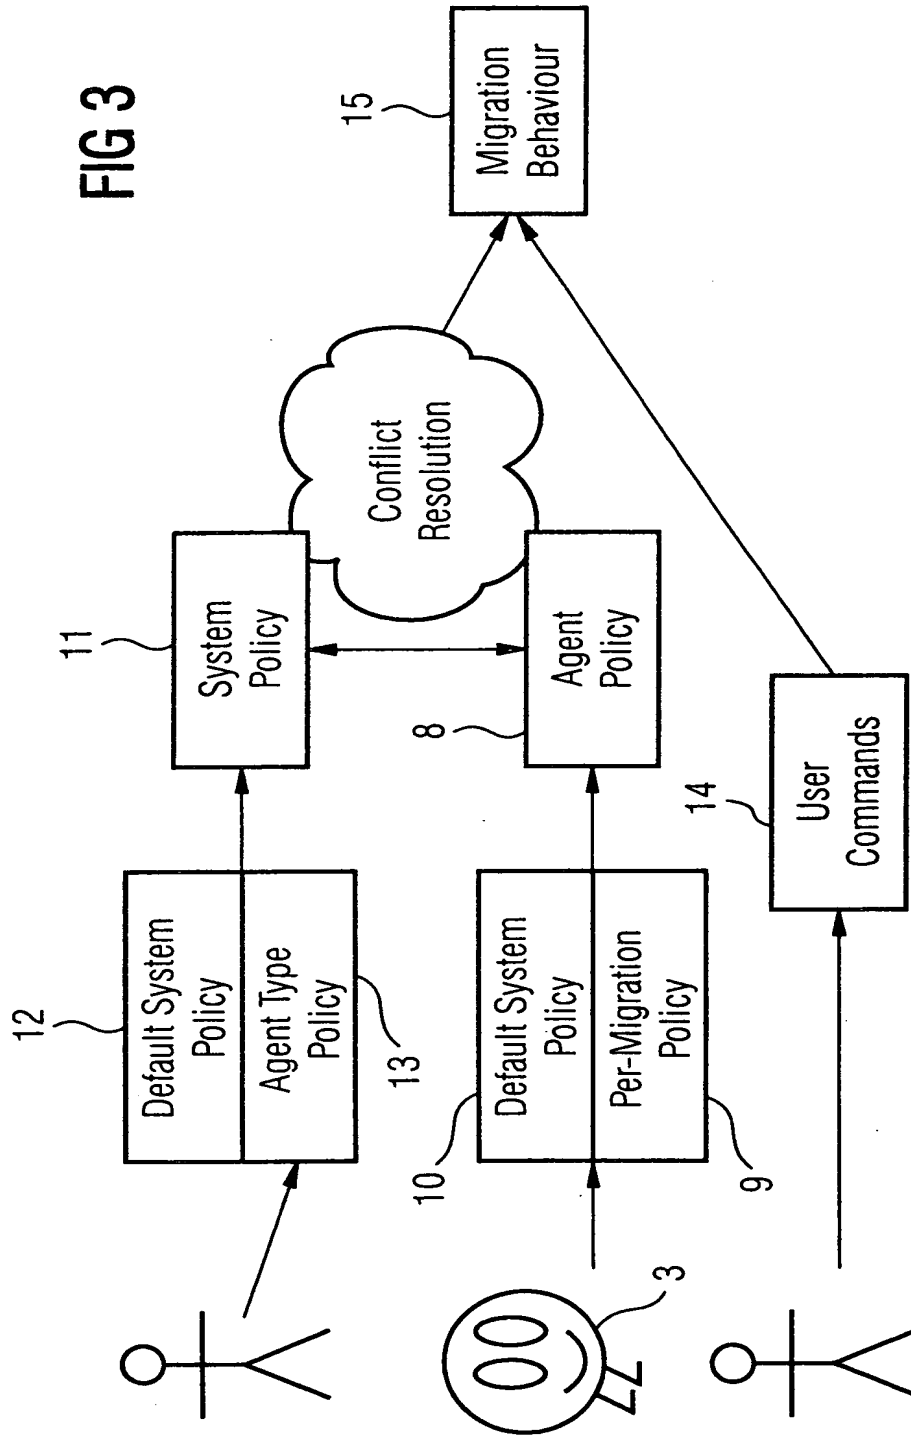 FIG 3
12
Default System
Policy
Agent Type
Policy
13
11
System
Policy
Conflict
Resolution
15
Migration
Behaviour
10
Default System
Policy
Per-Migration
Policy
9
8
Agent
Policy
3
14
User
Commands